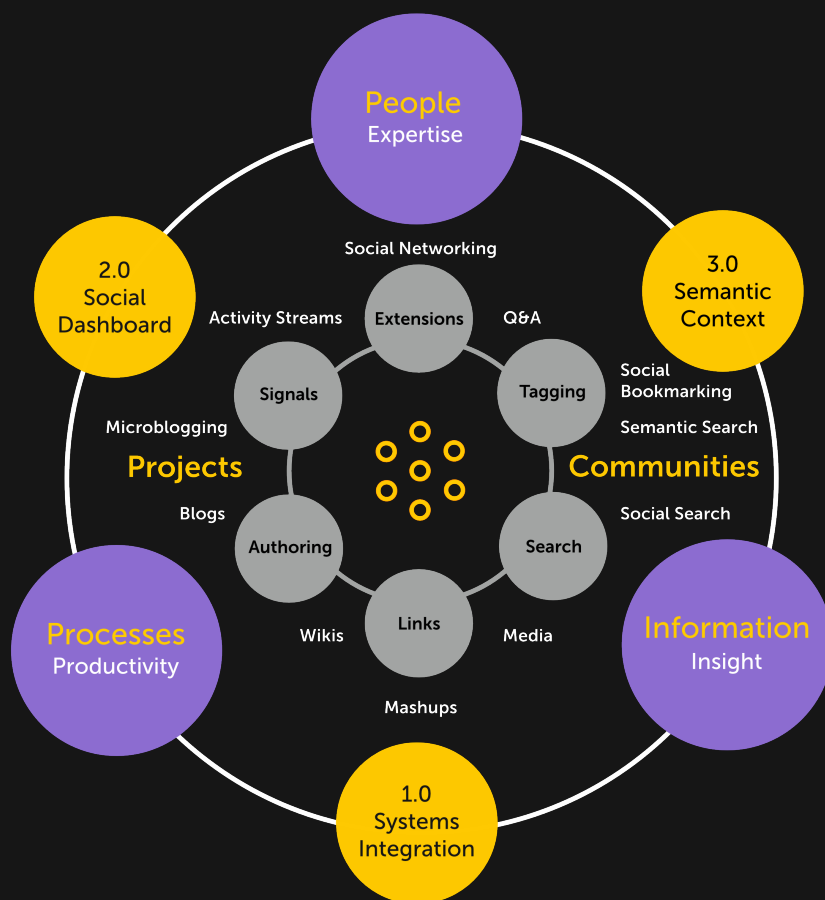 People
Expertise
2.0
Social
Dashboard
3.0
Semantic
Context
Social Networking
Activity Streams
Extensions
Q&A
Signals
Tagging
Social
Bookmarking
Microblogging
Semantic Search
Projects
Communities
Blogs
Social Search
Authoring
Search
Processes
Productivity
Links
Wikis
Media
Information
Insight
Mashups
1.0
Systems
Integration